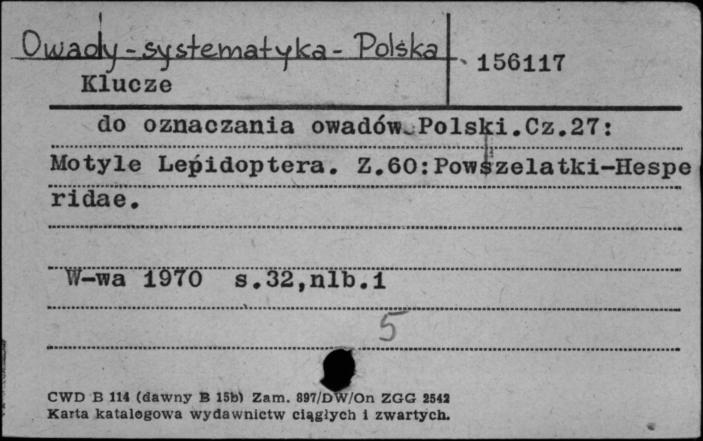 Owady-systematyka-Polska
156117
Klucze
do oznaczania owadów Polski.Cz.27:
Motyle Lepidoptera. Z.60:Powszelatki-Hespe
ridae.
W-wa 1970 s.32,nlb.1
5
CWD B 114 (dawny B 15b) Zam. 897/DW/On ZGG 2542
Karta katalogowa wydawnictw ciągłych i zwartych.